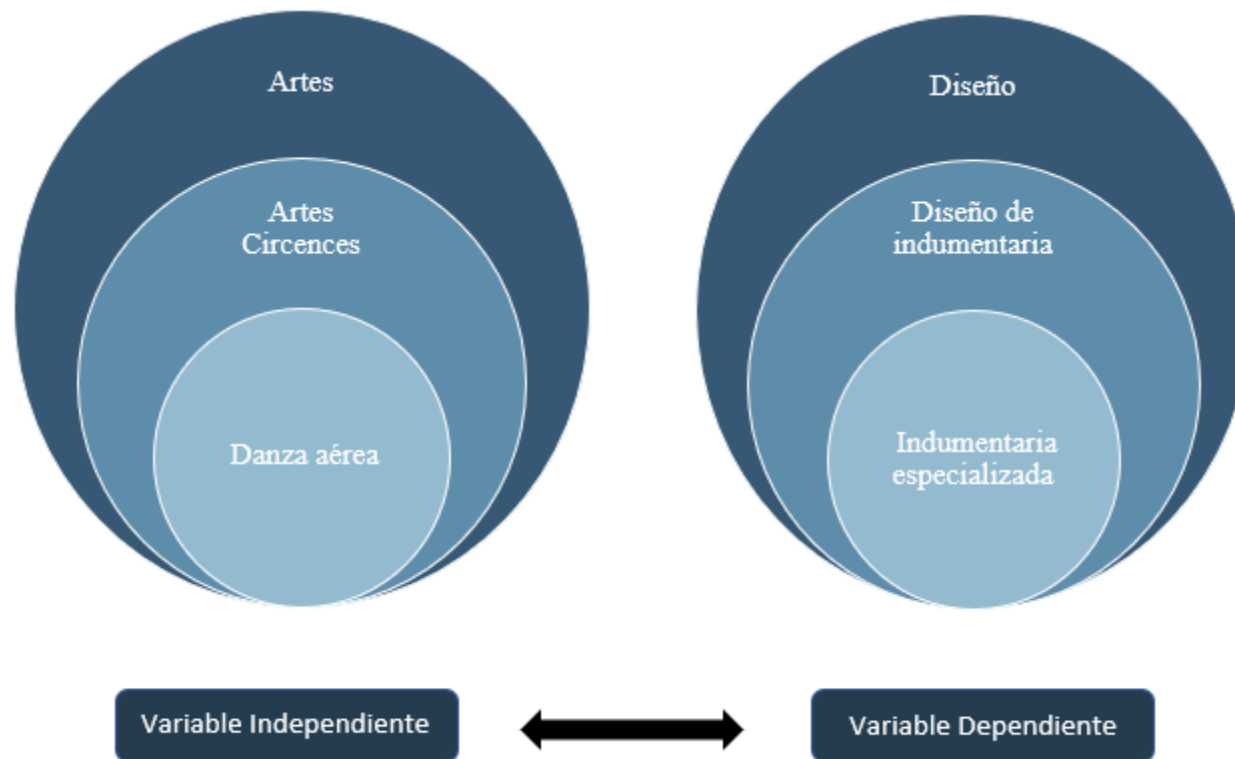 Artes
Artes
Circences
Danza aérea
Diseño
Diseño de
indumentaria
Indumentaria
especializada
Variable Independiente
Variable Dependiente